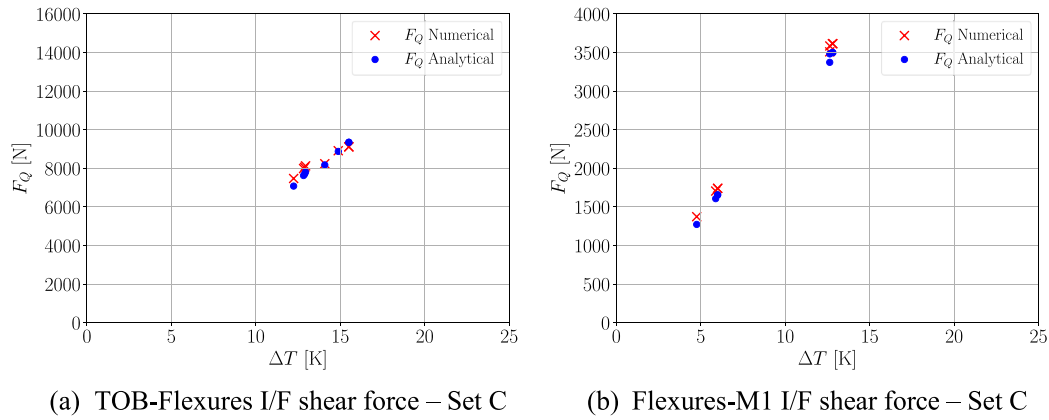 16000
14000
12000
10000
8000
6000
4000
2000
0
F_Q [N]
0 5 10 15 20 25
ΔT [K]
F_Q Numerical
F_Q Analytical
(a) TOB-Flexures I/F shear force – Set C
4000
3500
3000
2500
2000
1500
1000
500
0
F_Q [N]
0 5 10 15 20 25
ΔT [K]
F_Q Numerical
F_Q Analytical
(b) Flexures-M1 I/F shear force – Set C